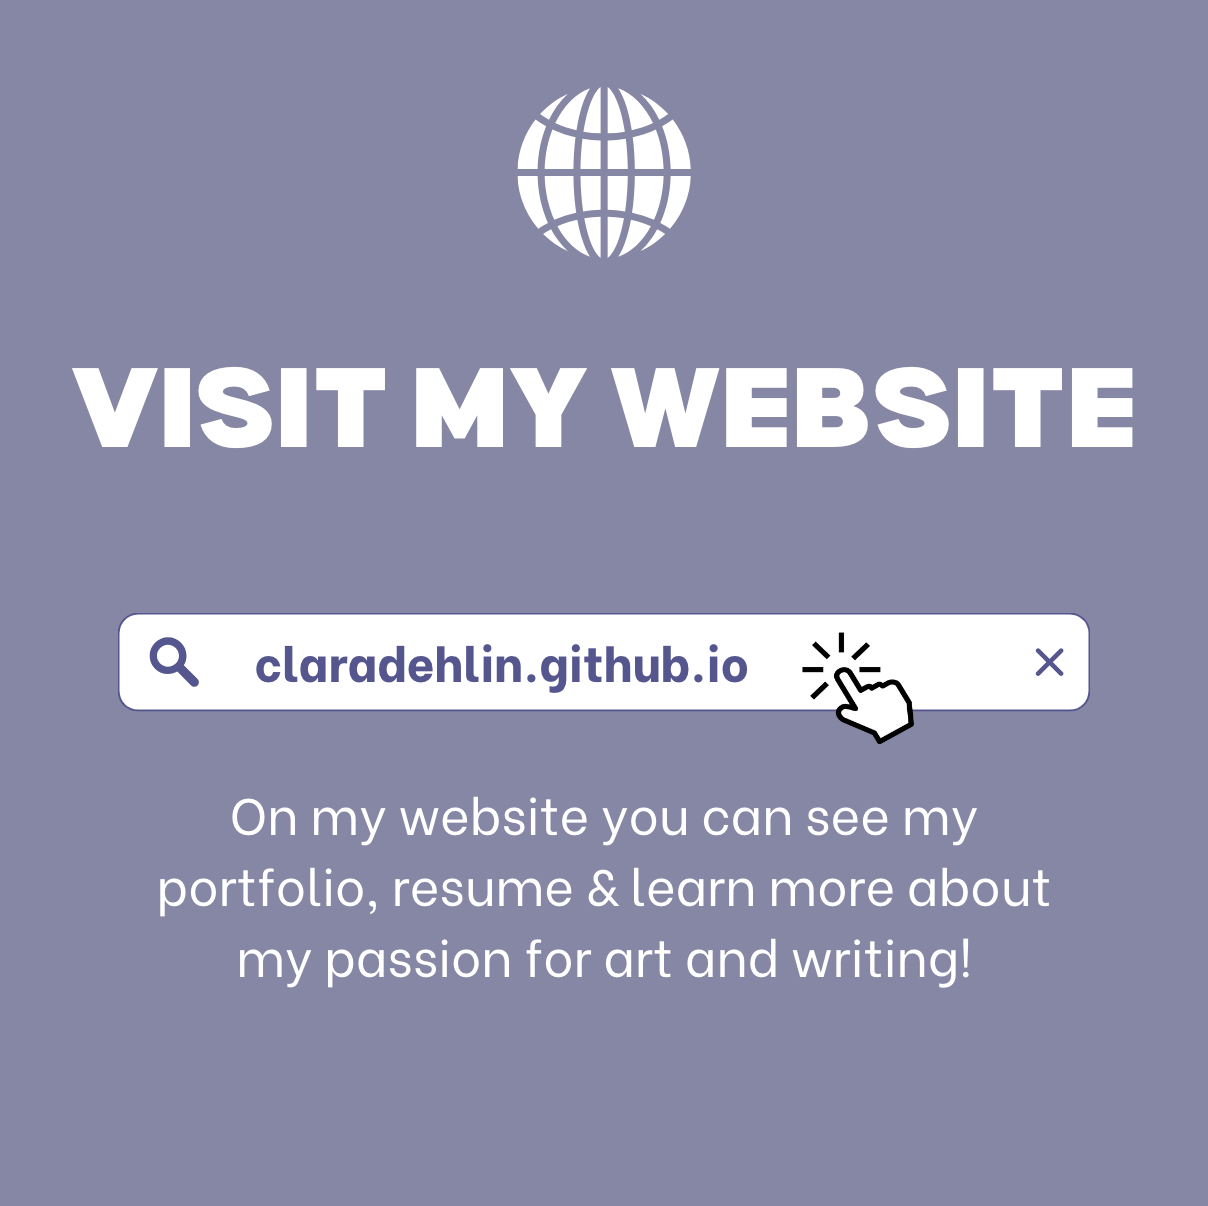 VISIT MY WEBSITE
claradehlin.github.io
On my website you can see my
portfolio, resume & learn more about
my passion for art and writing!